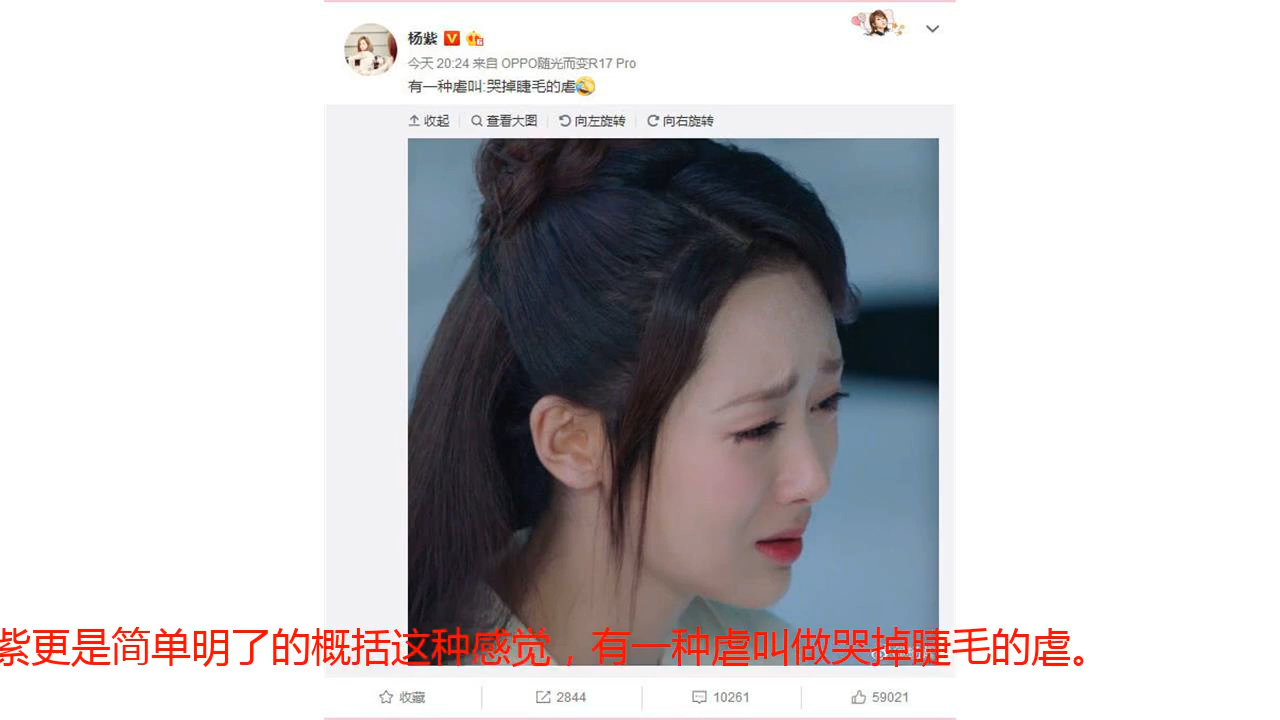 杨紫
今天 20:24 来自 OPPO随光而变R17 Pro
有一种虐叫:哭掉睫毛的虐
收起 查看大图 向左旋转 向右旋转
紫更是简单明了的概括这种感觉，有一种虐叫做哭掉睫毛的虐。
收藏 2844 10261 59021